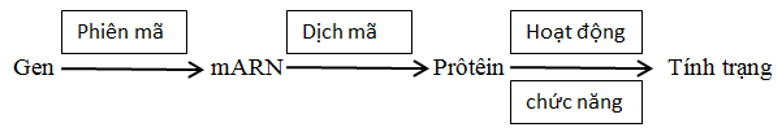 Phiên mã Dịch mã Hoạt động
Gen mARN Prôtêin Tính trạng
chức năng